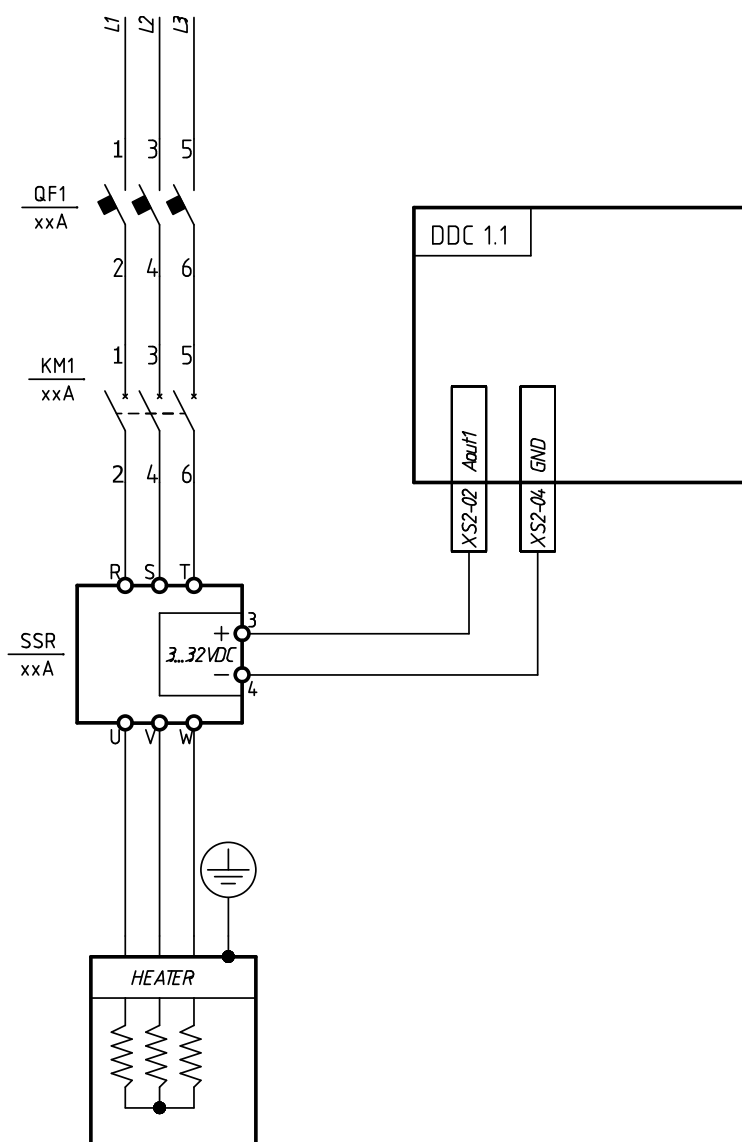 L1 L2 L3
1 3 5
QF1
xxA
2 4 6
DDC 1.1
1 3 5
KM1
xxA
2 4 6
XS2-02 Aout1
XS2-04 GND
R S T
3
+
SSR
xxA
3...32VDC
-
4
U V W
HEATER